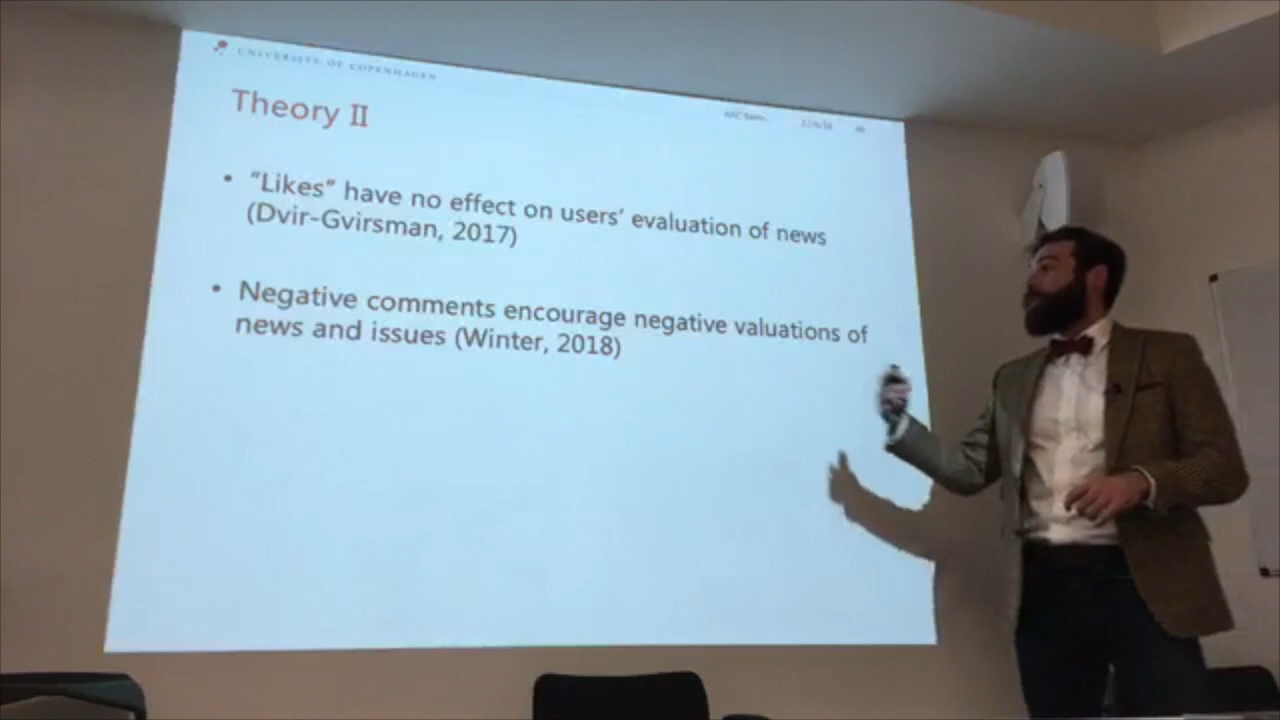 UNIVERSITY OF COPENHAGEN
Theory II
• "Likes" have no effect on users' evaluation of news
(Dvir-Gvirsman, 2017)
• Negative comments encourage negative valuations of
news and issues (Winter, 2018)